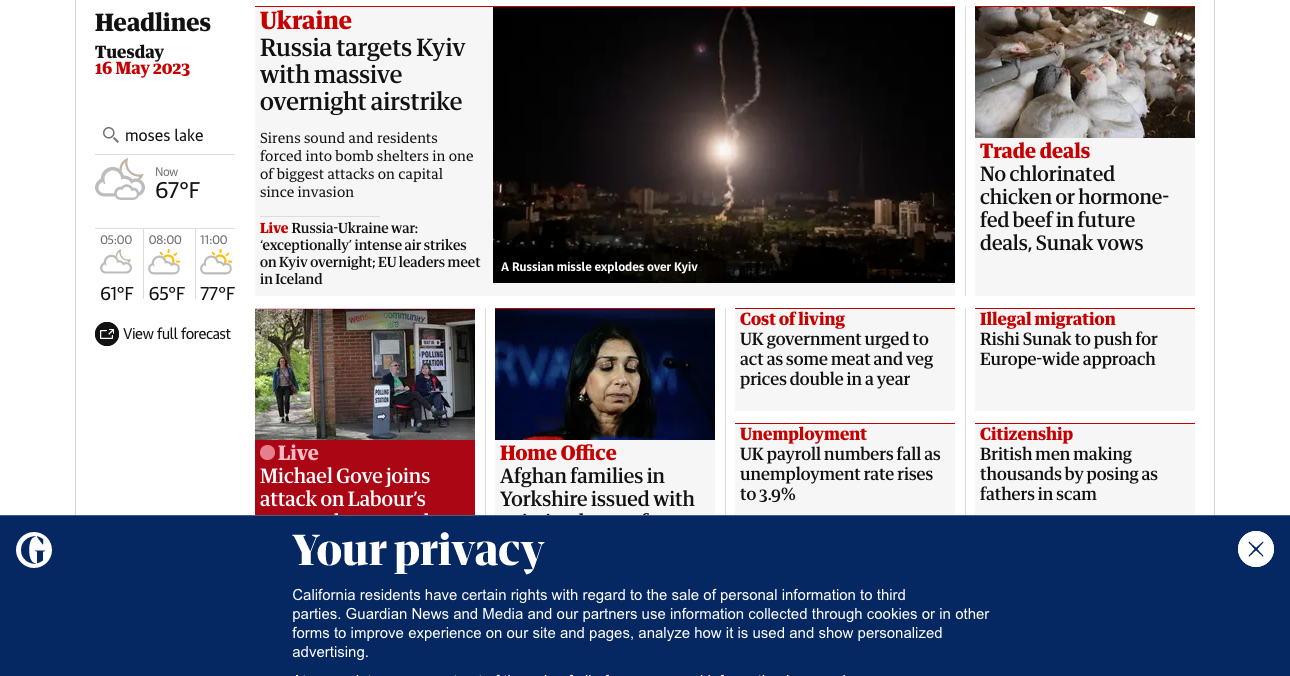 Headlines
Tuesday
16 May 2023
moses lake
Now
67°F
05:00
08:00
11:00
61°F
65°F
77°F
View full forecast
Ukraine
Russia targets Kyiv
with massive
overnight airstrike
Sirens sound and residents
forced into bomb shelters in one
of biggest attacks on capital
since invasion
Live Russia-Ukraine war:
‘exceptionally’ intense air strikes
on Kyiv overnight; EU leaders meet
in Iceland
A Russian missle explodes over Kyiv
Trade deals
No chlorinated
chicken or hormone-
fed beef in future
deals, Sunak vows
POLLING
STATION
POLLING
STATION
Live
Michael Gove joins
attack on Labour’s
Home Office
Afghan families in
Yorkshire issued with
Cost of living
UK government urged to
act as some meat and veg
prices double in a year
Illegal migration
Rishi Sunak to push for
Europe-wide approach
Unemployment
UK payroll numbers fall as
unemployment rate rises
to 3.9%
Citizenship
British men making
thousands by posing as
fathers in scam
Your privacy
California residents have certain rights with regard to the sale of personal information to third
parties. Guardian News and Media and our partners use information collected through cookies or in other
forms to improve experience on our site and pages, analyze how it is used and show personalized
advertising.